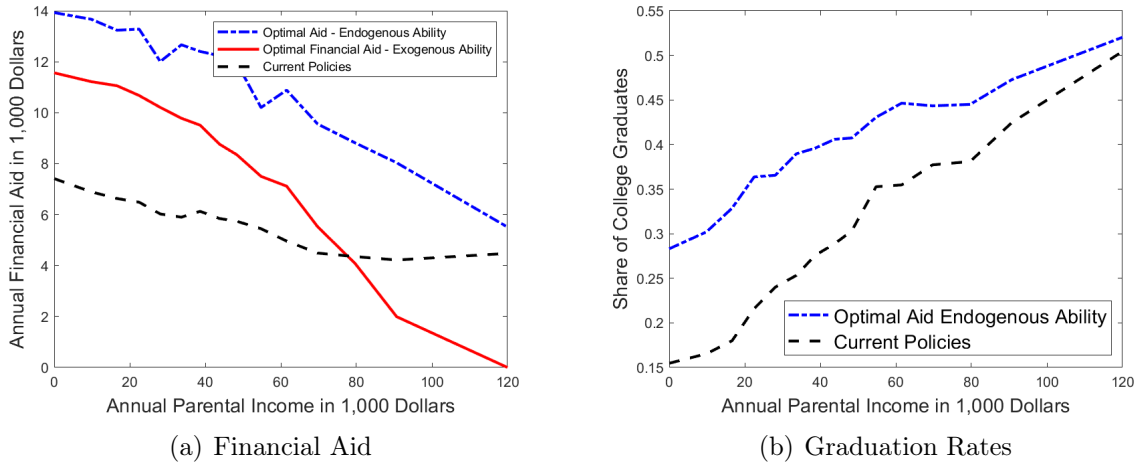 Annual Financial Aid in 1,000 Dollars
14
12
10
8
6
4
2
0
Optimal Aid - Endogenous Ability
Optimal Financial Aid - Exogenous Ability
Current Policies
0 20 40 60 80 100 120
Annual Parental Income in 1,000 Dollars
(a) Financial Aid
Share of College Graduates
0.55
0.5
0.45
0.4
0.35
0.3
0.25
0.2
0.15
Optimal Aid Endogenous Ability
Current Policies
0 20 40 60 80 100 120
Annual Parental Income in 1,000 Dollars
(b) Graduation Rates